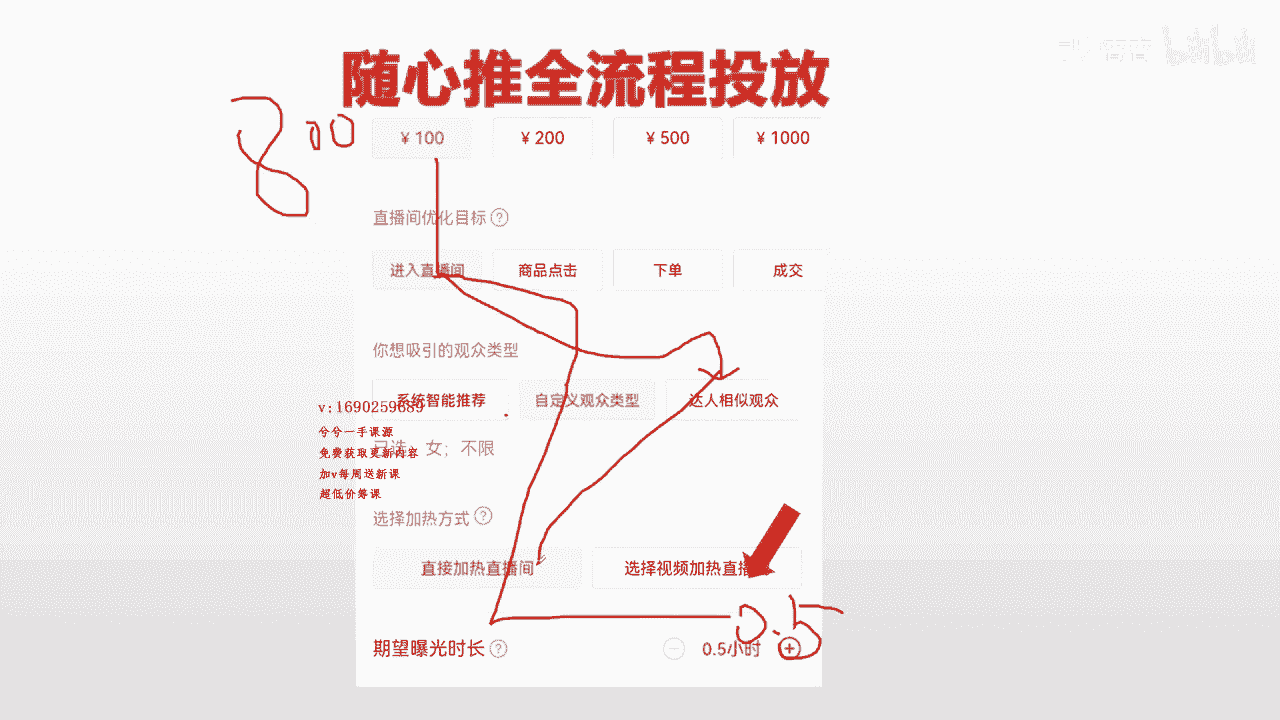 bilibili
随心推全流程投放
800
¥ 100 ¥ 200 ¥ 500 ¥ 1000
直播间优化目标 ?
进入直播间 商品点击 下单 成交
你想吸引的观众类型
系统智能推荐 自定义观众类型 达人相似观众
v:1690259689
兮兮一手课源
已选：女；不限
免费获取更新内容
加v每周送新课
超低价筹课
选择加热方式 ?
直接加热直播间 选择视频加热直播
0.5
期望曝光时长 ? − 0.5小时 +